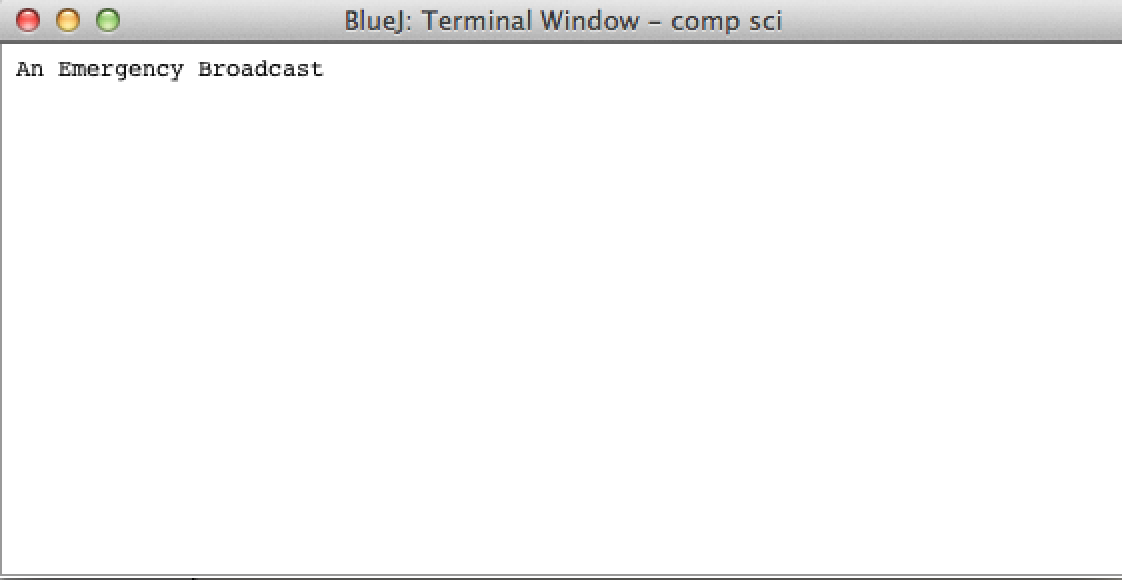 BlueJ: Terminal Window – comp sci
An Emergency Broadcast